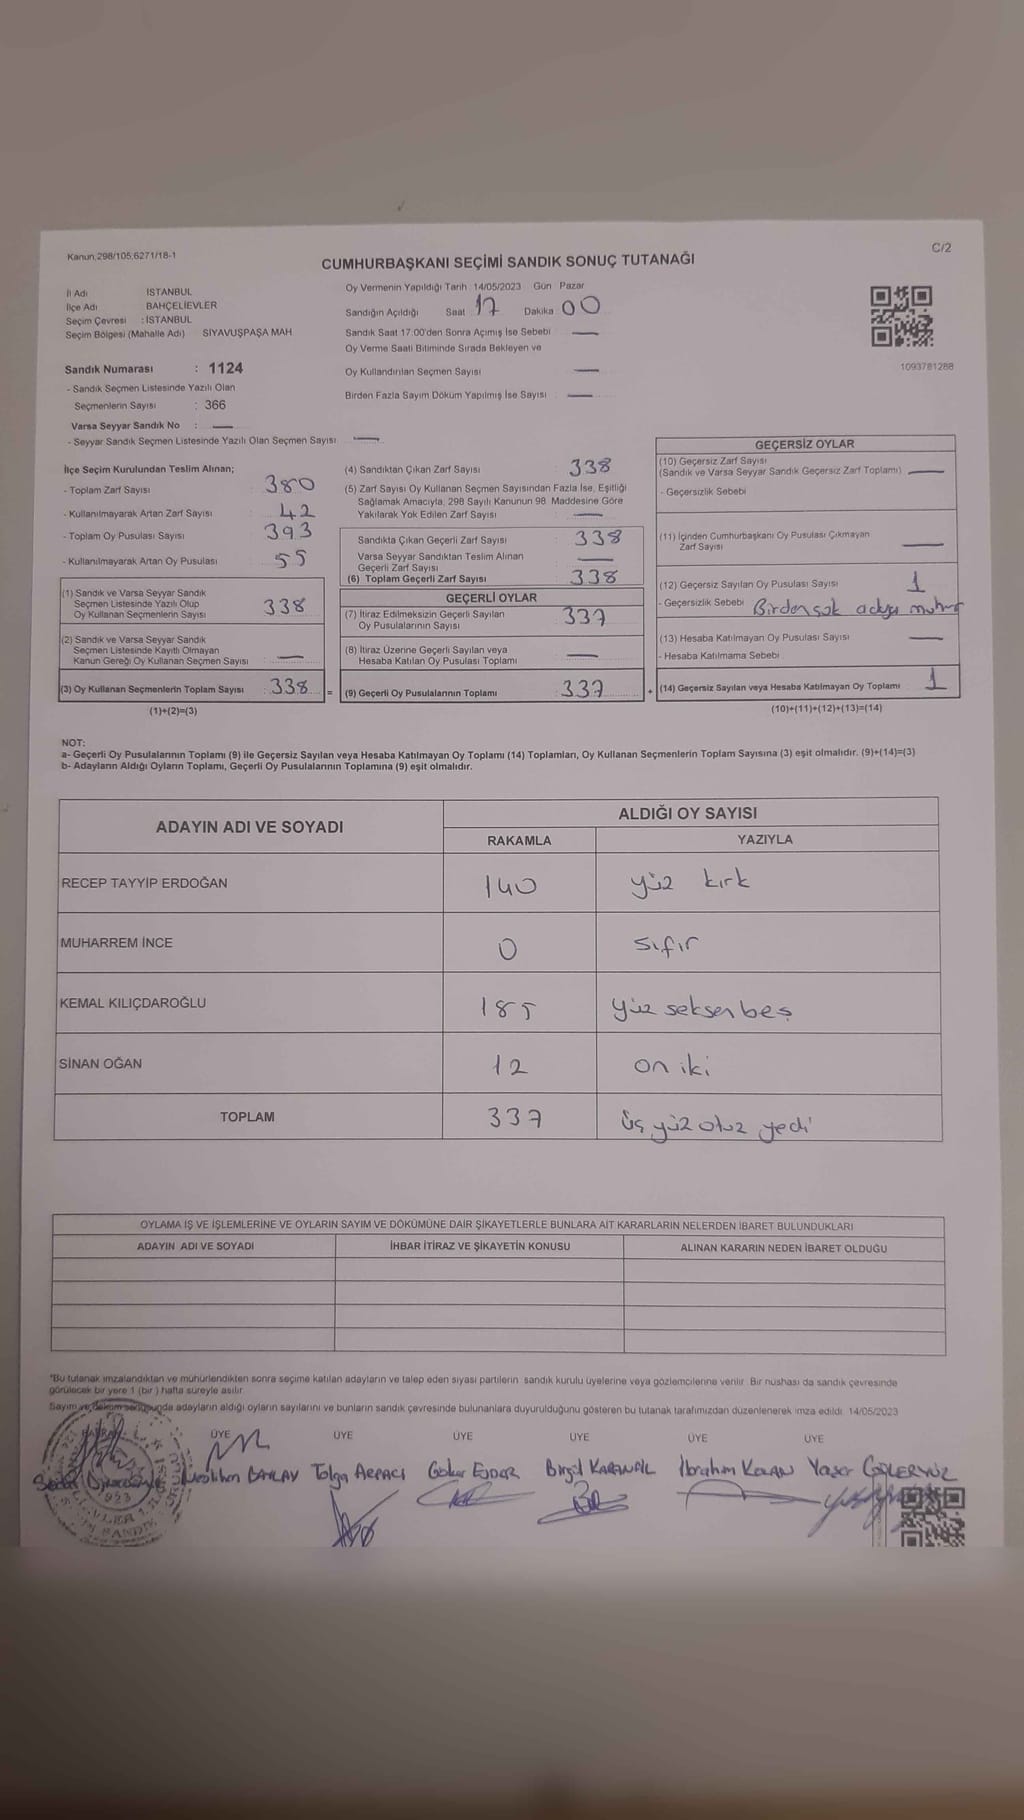 Kanun,298/105,6271/18-1
C/2
CUMHURBAŞKANI SEÇİMİ SANDIK SONUÇ TUTANAĞI
İl Adı İSTANBUL
İlçe Adı BAHÇELİEVLER
Seçim Çevresi : İSTANBUL
Seçim Bölgesi (Mahalle Adı) SİYAVUŞPAŞA MAH
Sandık Numarası : 1124
- Sandık Seçmen Listesinde Yazılı Olan
Seçmenlerin Sayısı : 366
Varsa Seyyar Sandık No : —
- Seyyar Sandık Seçmen Listesinde Yazılı Olan Seçmen Sayısı —
Oy Vermenin Yapıldığı Tarih 14/05/2023 Gün Pazar
Sandığın Açıldığı Saat 17 Dakika 00
Sandık Saat 17:00'den Sonra Açımış İse Sebebi —
Oy Verme Saati Bitiminde Sırada Bekleyen ve
Oy Kullandırılan Seçmen Sayısı —
Birden Fazla Sayım Döküm Yapılmış İse Sayısı —
1093781288
İlçe Seçim Kurulundan Teslim Alınan;
- Toplam Zarf Sayısı 380
- Kullanılmayarak Artan Zarf Sayısı 42
- Toplam Oy Pusulası Sayısı 393
- Kullanılmayarak Artan Oy Pusulası 55
(1) Sandık ve Varsa Seyyar Sandık
Seçmen Listesinde Yazılı Olup
Oy Kullanan Seçmenlerin Sayısı 338
(2) Sandık ve Varsa Seyyar Sandık
Seçmen Listesinde Kayıtlı Olmayan
Kanun Gereği Oy Kullanan Seçmen Sayısı —
(3) Oy Kullanan Seçmenlerin Toplam Sayısı : 338 =
(1)+(2)=(3)
(4) Sandıktan Çıkan Zarf Sayısı : 338
(5) Zarf Sayısı Oy Kullanan Seçmen Sayısından Fazla İse, Eşitliği
Sağlamak Amacıyla, 298 Sayılı Kanunun 98. Maddesine Göre
Yakılarak Yok Edilen Zarf Sayısı —
Sandıkta Çıkan Geçerli Zarf Sayısı : 338
Varsa Seyyar Sandıktan Teslim Alınan
Geçerli Zarf Sayısı —
(6) Toplam Geçerli Zarf Sayısı 338
GEÇERLİ OYLAR
(7) İtiraz Edilmeksizin Geçerli Sayılan
Oy Pusulalarının Sayısı 337
(8) İtiraz Üzerine Geçerli Sayılan veya
Hesaba Katılan Oy Pusulası Toplamı —
(9) Geçerli Oy Pusulalarının Toplamı 337 +
GEÇERSİZ OYLAR
(10) Geçersiz Zarf Sayısı
(Sandık ve Varsa Seyyar Sandık Geçersiz Zarf Toplamı) —
- Geçersizlik Sebebi
(11) İçinden Cumhurbaşkanı Oy Pusulası Çıkmayan
Zarf Sayısı —
(12) Geçersiz Sayılan Oy Pusulası Sayısı 1
- Geçersizlik Sebebi Birden çok adaya mühür
(13) Hesaba Katılmayan Oy Pusulası Sayısı —
- Hesaba Katılmama Sebebi
(14) Geçersiz Sayılan veya Hesaba Katılmayan Oy Toplamı 1
(10)+(11)+(12)+(13)=(14)
NOT:
a- Geçerli Oy Pusulalarının Toplamı (9) ile Geçersiz Sayılan veya Hesaba Katılmayan Oy Toplamı (14) Toplamları, Oy Kullanan Seçmenlerin Toplam Sayısına (3) eşit olmalıdır. (9)+(14)=(3)
b- Adayların Aldığı Oyların Toplamı, Geçerli Oy Pusulalarının Toplamına (9) eşit olmalıdır.
ADAYIN ADI VE SOYADI ALDIĞI OY SAYISI
RAKAMLA YAZIYLA
RECEP TAYYİP ERDOĞAN 140 yüz kırk
MUHARREM İNCE 0 sıfır
KEMAL KILIÇDAROĞLU 185 yüz seksen beş
SİNAN OĞAN 12 on iki
TOPLAM 337 üç yüz otuz yedi
OYLAMA İŞ VE İŞLEMLERİNE VE OYLARIN SAYIM VE DÖKÜMÜNE DAİR ŞİKAYETLERLE BUNLARA AİT KARARLARIN NELERDEN İBARET BULUNDUKLARI
ADAYIN ADI VE SOYADI İHBAR İTİRAZ VE ŞİKAYETİN KONUSU ALINAN KARARIN NEDEN İBARET OLDUĞU
*Bu tutanak imzalandıktan ve mühürlendikten sonra seçime katılan adayların ve talep eden siyasi partilerin sandık kurulu üyelerine veya gözlemcilerine verilir. Bir nüshası da sandık çevresinde
görülecek bir yere 1 (bir) hafta süreyle asılır.
Sayım ve döküm sonucunda adayların aldığı oyların sayılarını ve bunların sandık çevresinde bulunanlara duyurulduğunu gösteren bu tutanak tarafımızdan düzenlenerek imza edildi. 14/05/2023
ÜYE ÜYE ÜYE ÜYE ÜYE ÜYE
Tolga ARPACI İbrahim Yaser GÜLERYÜZ
923